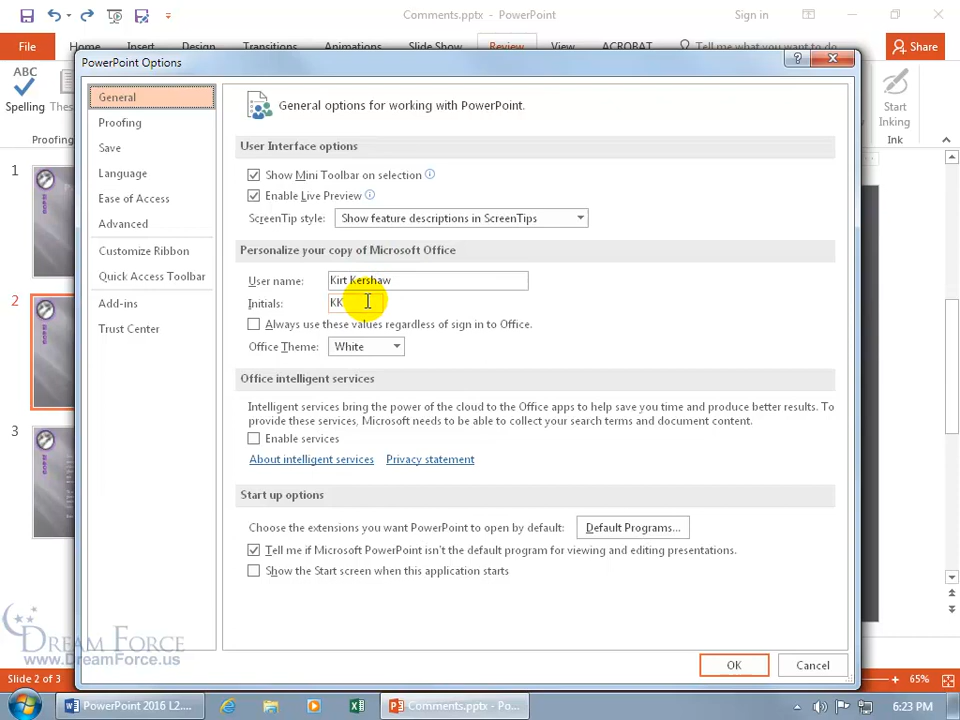 Comments.pptx - PowerPoint
Sign in
File
Home
Insert
Design
Transitions
Animations
Slide Show
Review
View
ACROBAT
Tell me what you want to do
Share
PowerPoint Options
ABC
Spelling
Thes
Proofing
Start
Inking
Ink
General
Proofing
Save
Language
Ease of Access
Advanced
Customize Ribbon
Quick Access Toolbar
Add-ins
Trust Center
General options for working with PowerPoint.
User Interface options
Show Mini Toolbar on selection
Enable Live Preview
ScreenTip style: Show feature descriptions in ScreenTips
Personalize your copy of Microsoft Office
User name: Kirt Kershaw
Initials: KK
Always use these values regardless of sign in to Office.
Office Theme: White
Office intelligent services
Intelligent services bring the power of the cloud to the Office apps to help save you time and produce better results. To
provide these services, Microsoft needs to be able to collect your search terms and document content.
Enable services
About intelligent services Privacy statement
Start up options
Choose the extensions you want PowerPoint to open by default: Default Programs...
Tell me if Microsoft PowerPoint isn't the default program for viewing and editing presentations.
Show the Start screen when this application starts
OK
Cancel
1
2
3
DREAM FORCE
www.DreamForce.us
Slide 2 of 3
65%
PowerPoint 2016 L2....
Comments.pptx - Po...
6:23 PM